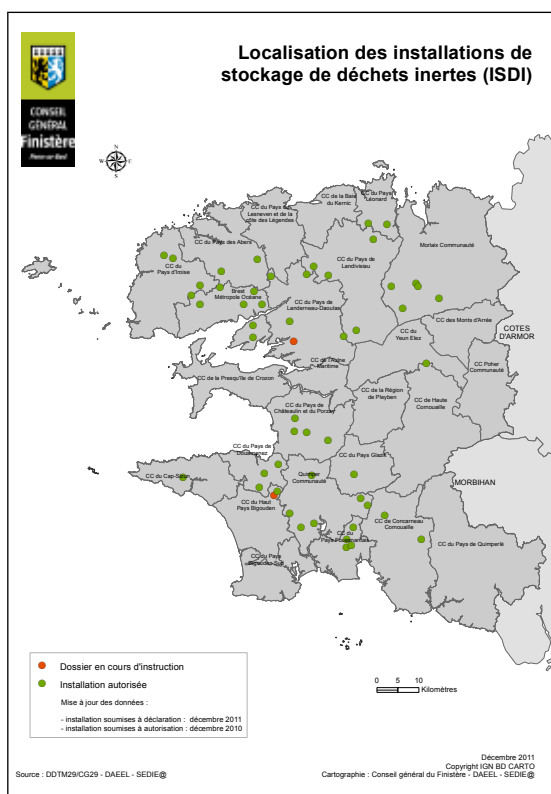 Localisation des installations de
stockage de déchets inertes (ISDI)
CONSEIL
GÉNÉRAL
Finistère
Penn-ar-Bed
N
W
E
S
CC du Pays
Léonard
CC de la Baie
du Kernic
CC du Pays de
Lesneven et de la
côte des Légendes
CC du Pays des Abers
Morlaix Communauté
CC du Pays de
Landivisiau
CC du
Pays d'Iroise
Brest
Métropole Océane
CC du Pays de
Landerneau-Daoulas
CC des Monts d'Arrée
CC du
Yeun Elez
COTES
D'ARMOR
CC de l'Aulne
Maritime
CC Poher
Communauté
CC de la Presqu'île de Crozon
CC de la Région
de Pleyben
CC de Haute
Cornouaille
CC du Pays de
Châteaulin et du Porzay
CC du Pays de
Douarnenez
CC du Pays Glazik
Quimper
Communauté
CC du Cap-Sizun
MORBIHAN
CC du Haut
Pays Bigouden
CC de Concarneau
Cornouaille
CC du
Pays Fouesnantais
CC du Pays de Quimperlé
CC du Pays
Bigouden Sud
Dossier en cours d'instruction
Installation autorisée
Mise à jour des données :
- installation soumises à déclaration : décembre 2011
- installation soumises à autorisation : décembre 2010
0 5 10
Kilomètres
Décembre 2011
Copyright IGN BD CARTO
Source : DDTM29/CG29 - DAEEL - SEDIE@
Cartographie : Conseil général du Finistère - DAEEL - SEDIE@